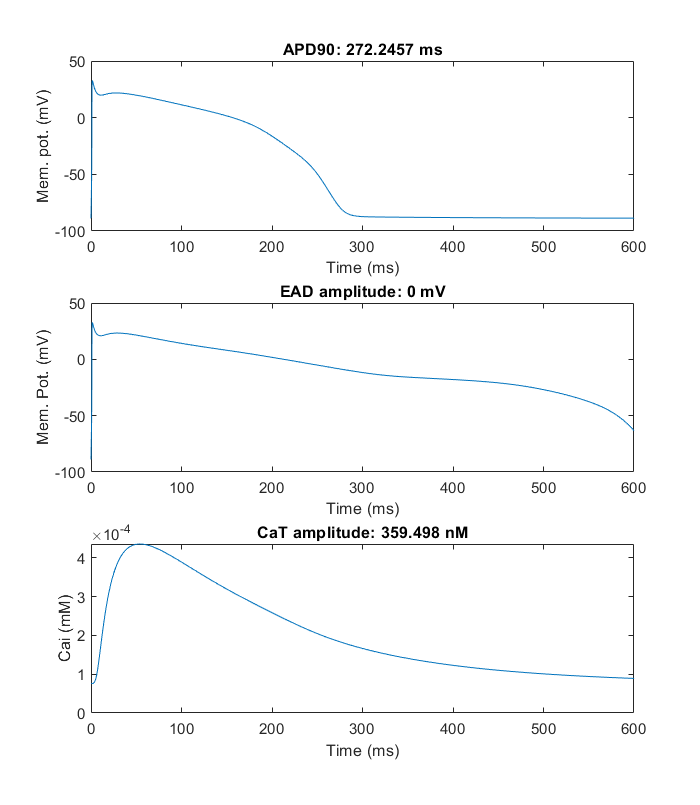 APD90: 272.2457 ms
50
0
-50
-100
Mem. pot. (mV)
0 100 200 300 400 500 600
Time (ms)
EAD amplitude: 0 mV
50
0
-50
-100
Mem. Pot. (mV)
0 100 200 300 400 500 600
Time (ms)
×10-4
CaT amplitude: 359.498 nM
4
3
2
1
0
Cai (mM)
0 100 200 300 400 500 600
Time (ms)